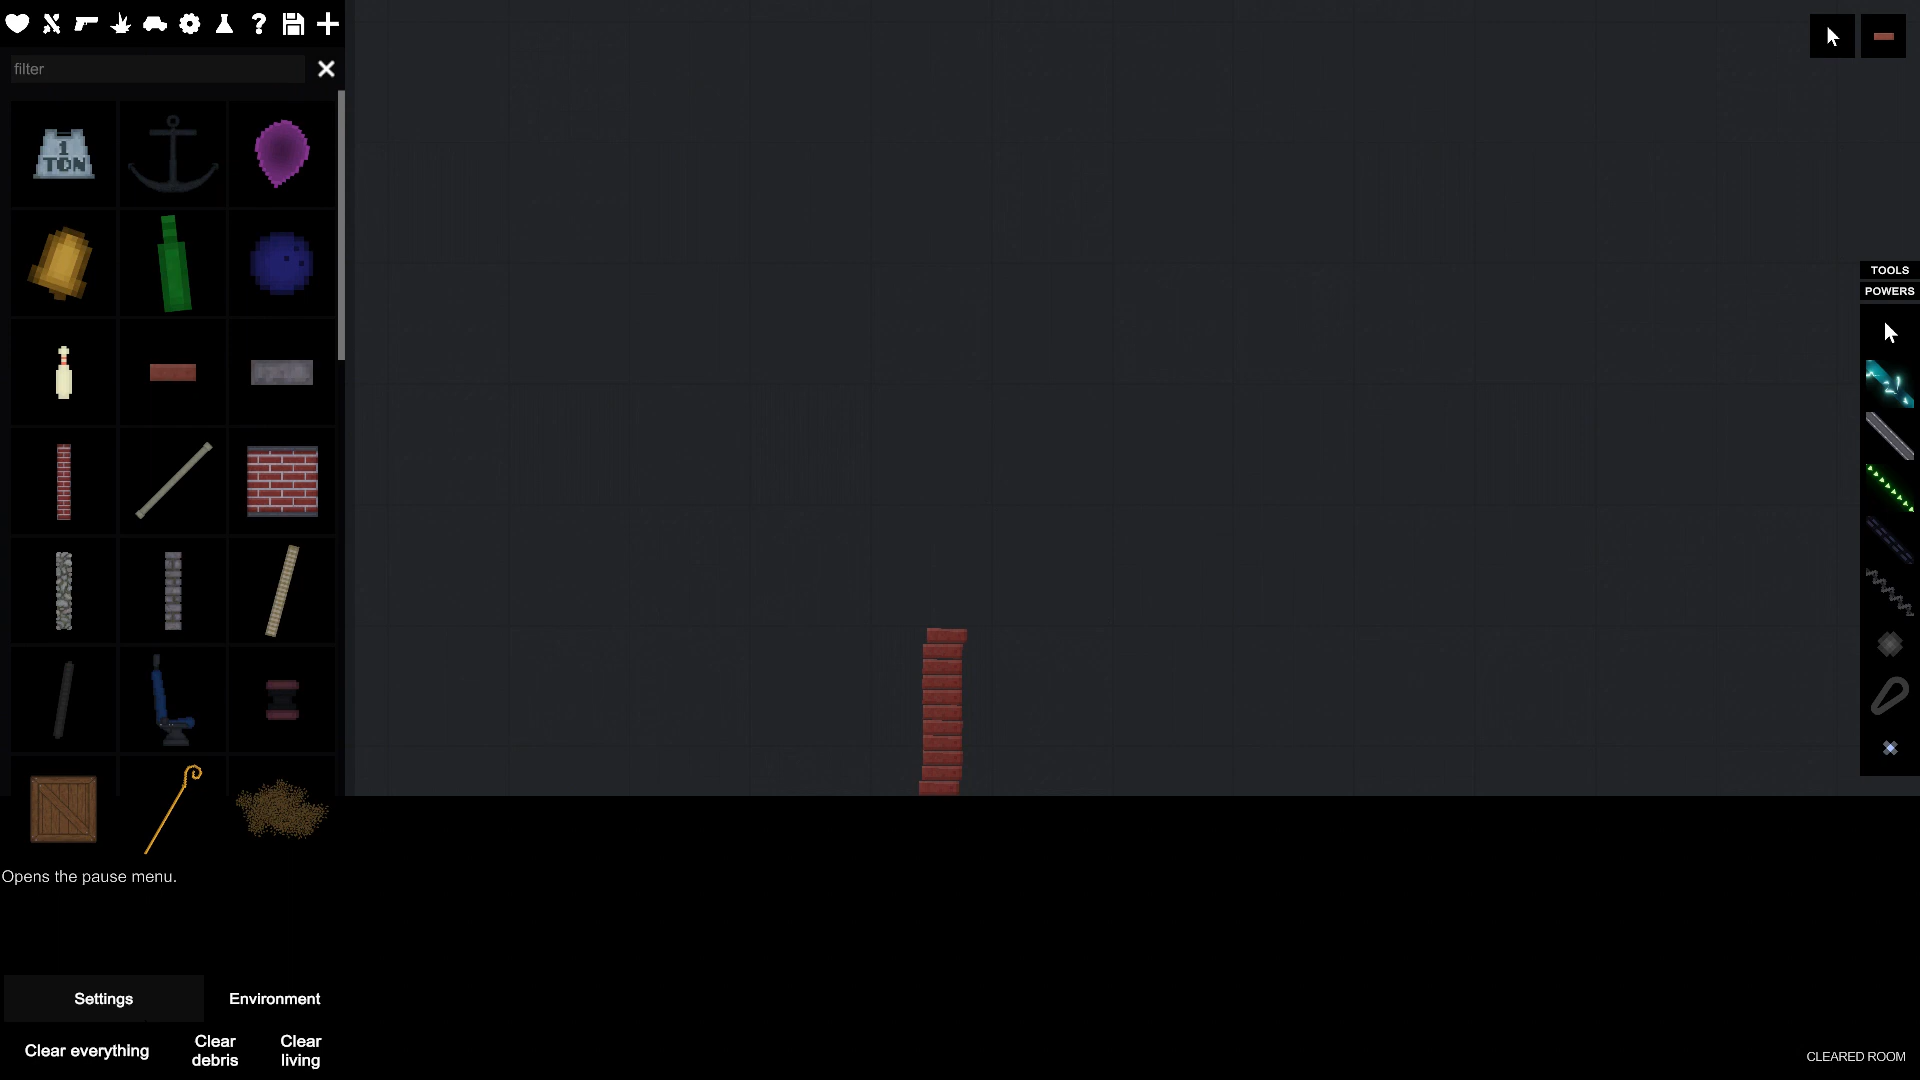 filter
1
TON
TOOLS
POWERS
Opens the pause menu.
Settings
Environment
Clear everything
Clear
debris
Clear
living
CLEARED ROOM